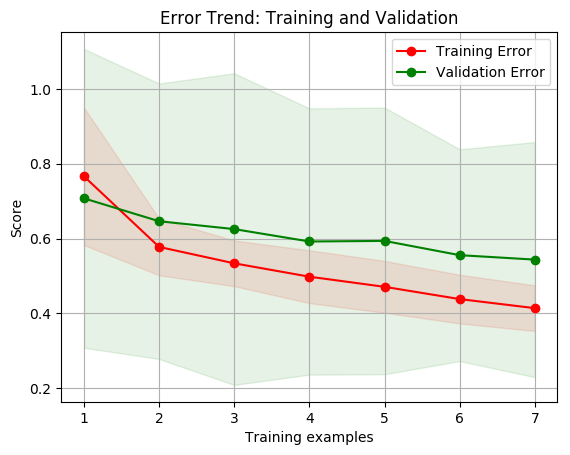 Error Trend: Training and Validation
Training Error
Validation Error
Score
1.0
0.8
0.6
0.4
0.2
1 2 3 4 5 6 7
Training examples